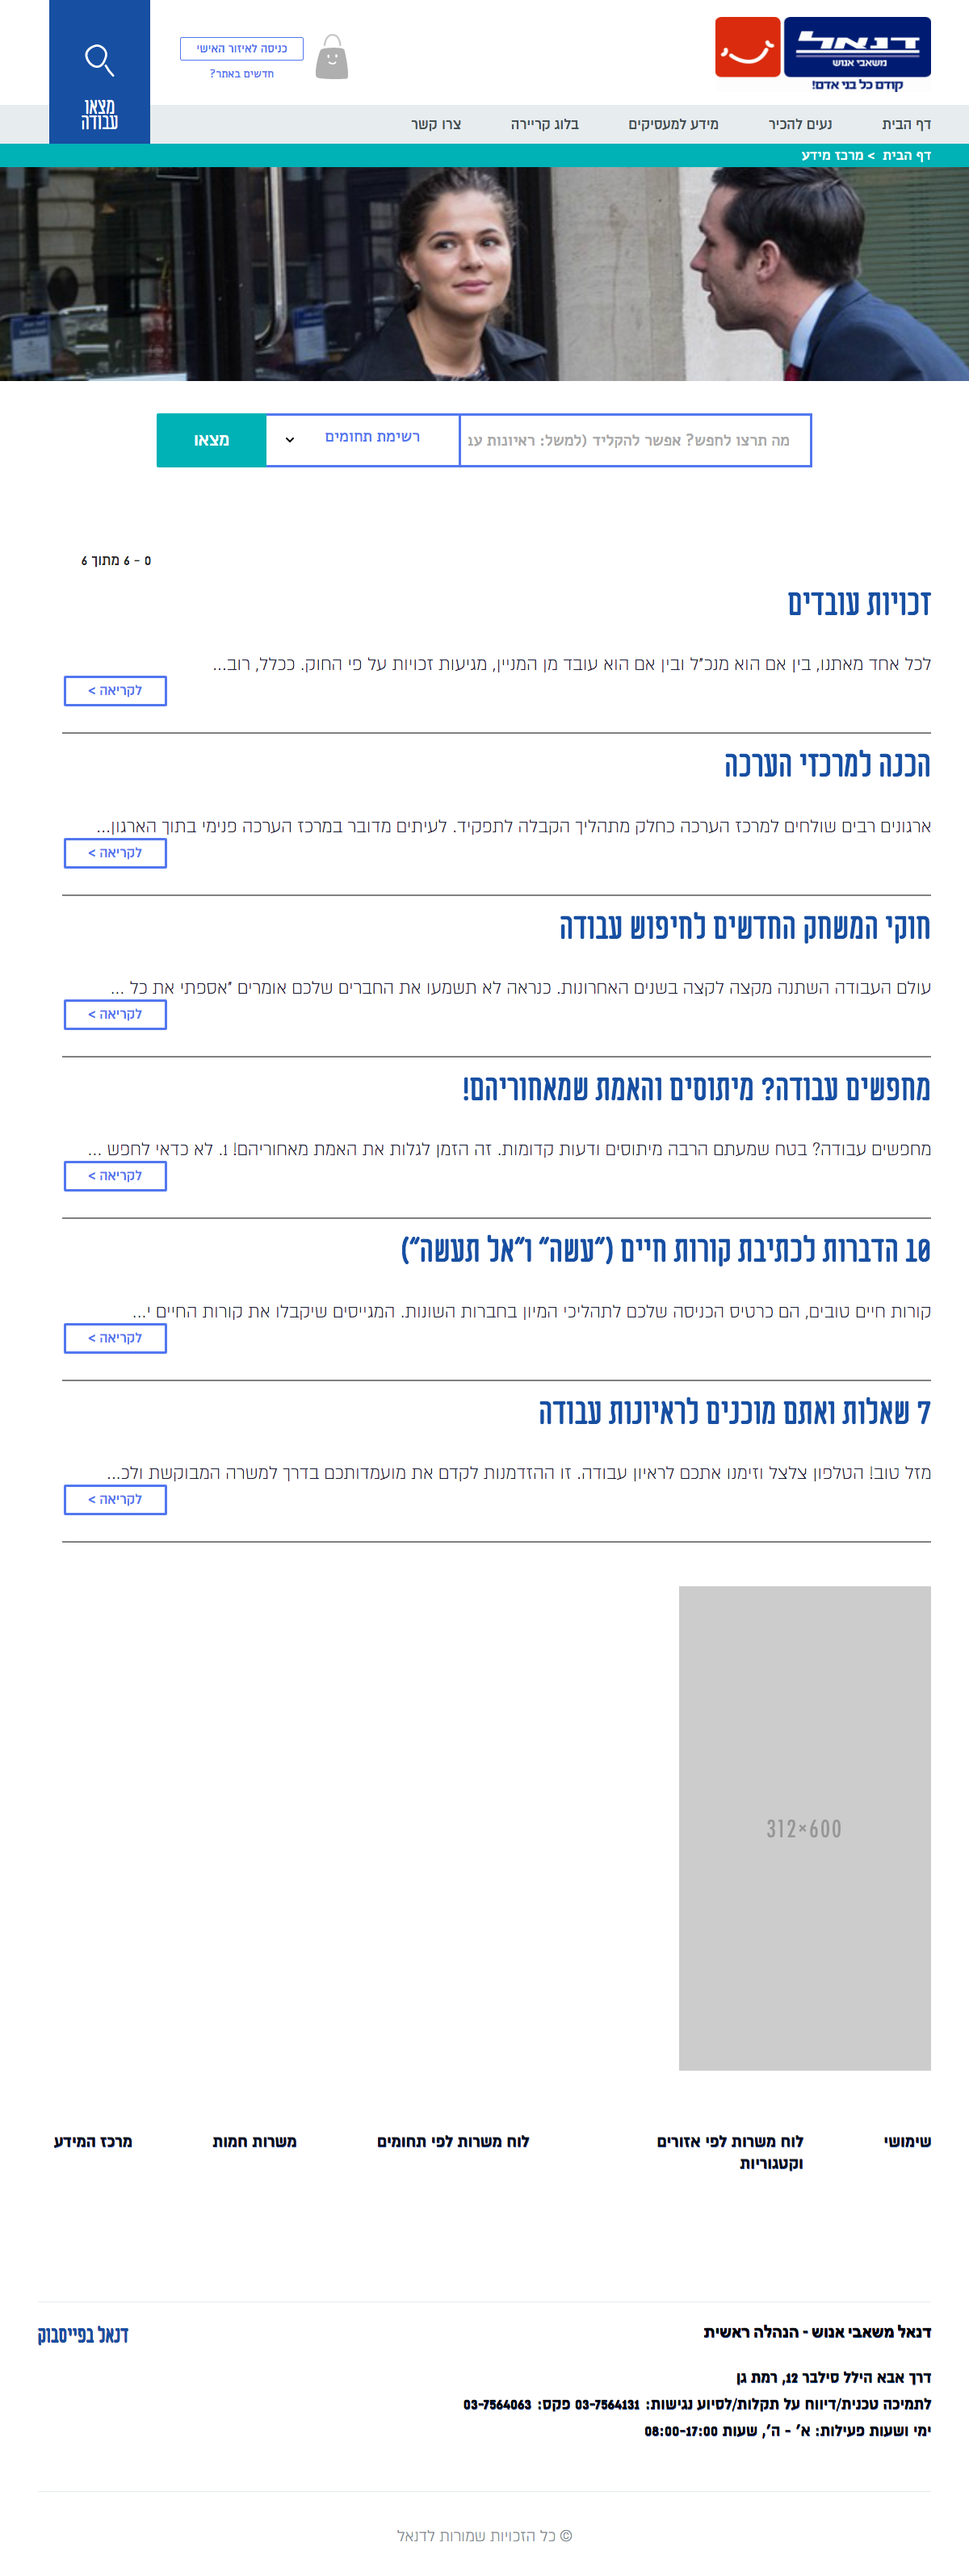 דנאל
משאבי אנוש
קודם כל בני אדם!
כניסה לאיזור האישי
חדשים באתר?
מצאו
עבודה
דף הבית
נעים להכיר
מידע למעסיקים
בלוג קריירה
צרו קשר
דף הבית > מרכז מידע
מה תרצו לחפש? אפשר להקליד (למשל: ראיונות עב
רשימת תחומים
מצאו
0 - 6 מתוך 6
זכויות עובדים
לכל אחד מאתנו, בין אם הוא מנכ"ל ובין אם הוא עובד מן המניין, מגיעות זכויות על פי החוק. ככלל, רוב...
לקריאה >
הכנה למרכזי הערכה
ארגונים רבים שולחים למרכז הערכה כחלק מתהליך הקבלה לתפקיד. לעיתים מדובר במרכז הערכה פנימי בתוך הארגון...
לקריאה >
חוקי המשחק החדשים לחיפוש עבודה
עולם העבודה השתנה מקצה לקצה בשנים האחרונות. כנראה לא תשמעו את החברים שלכם אומרים "אספתי את כל ...
לקריאה >
מחפשים עבודה? מיתוסים והאמת שמאחוריהם!
מחפשים עבודה? בטח שמעתם הרבה מיתוסים ודעות קדומות. זה הזמן לגלות את האמת מאחוריהם! 1. לא כדאי לחפש ...
לקריאה >
10 הדברות לכתיבת קורות חיים ("עשה" ו"אל תעשה")
קורות חיים טובים, הם כרטיס הכניסה שלכם לתהליכי המיון בחברות השונות. המגייסים שיקבלו את קורות החיים י...
לקריאה >
7 שאלות ואתם מוכנים לראיונות עבודה
מזל טוב! הטלפון צלצל וזימנו אתכם לראיון עבודה. זו ההזדמנות לקדם את מועמדותכם בדרך למשרה המבוקשת ולכ...
לקריאה >
312×600
שימושי
לוח משרות לפי אזורים
וקטגוריות
לוח משרות לפי תחומים
משרות חמות
מרכז המידע
דנאל משאבי אנוש - הנהלה ראשית
דנאל בפייסבוק
דרך אבא הילל סילבר 12, רמת גן
לתמיכה טכנית/דיווח על תקלות/לסיוע נגישות: 03-7564131 פקס: 03-7564063
ימי ושעות פעילות: א' - ה', שעות 08:00-17:00
© כל הזכויות שמורות לדנאל